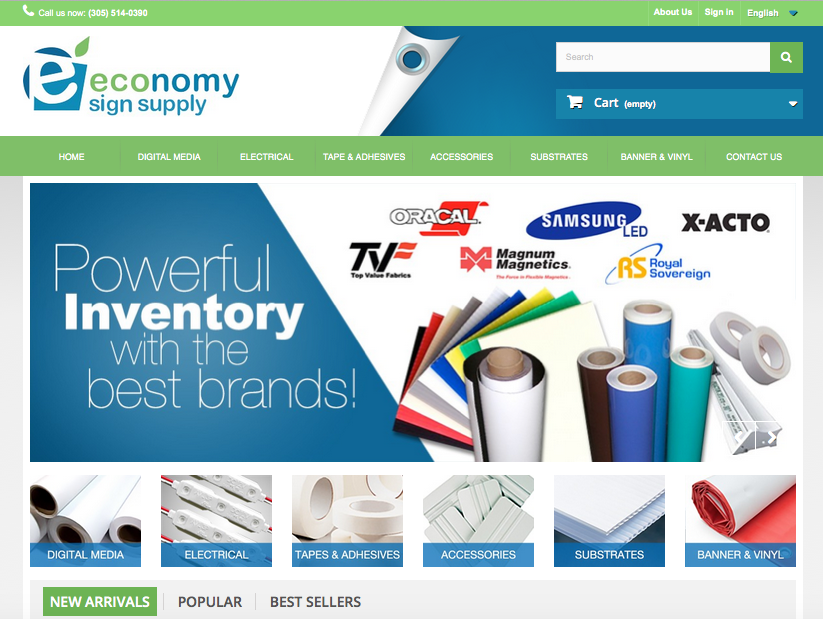 Call us now: (305) 514-0390
About Us
Sign in
English
e economy
sign supply
Search
Cart (empty)
HOME
DIGITAL MEDIA
ELECTRICAL
TAPE & ADHESIVES
ACCESSORIES
SUBSTRATES
BANNER & VINYL
CONTACT US
Powerful
Inventory
with the
best brands!
ORACAL
SAMSUNG
LED
X-ACTO
TVF
Top Value Fabrics
Magnum
Magnetics
The Force in Flexible Magnetics
RS Royal
Sovereign
DIGITAL MEDIA
ELECTRICAL
TAPES & ADHESIVES
ACCESSORIES
SUBSTRATES
BANNER & VINYL
NEW ARRIVALS
POPULAR
BEST SELLERS